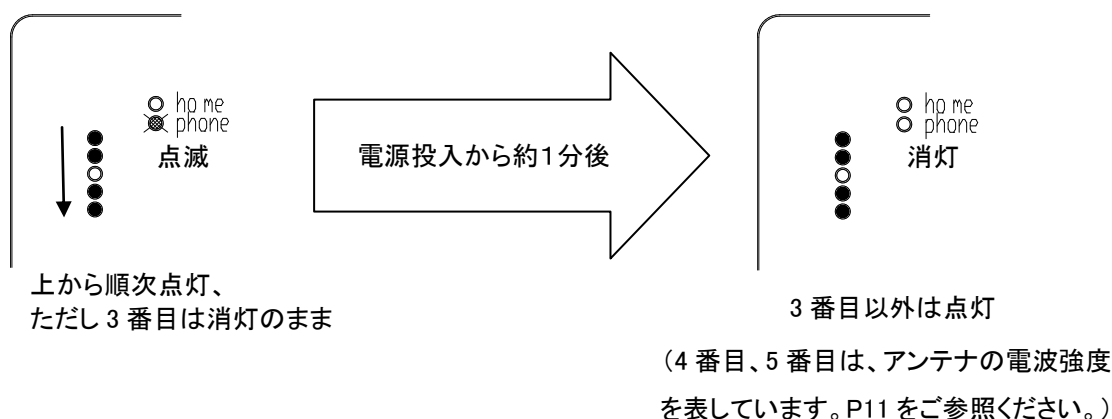 ho me
phone
点滅
上から順次点灯、
ただし 3 番目は消灯のまま
電源投入から約1分後
ho me
phone
消灯
3 番目以外は点灯
（4 番目、5 番目は、アンテナの電波強度
を表しています。P11 をご参照ください。）